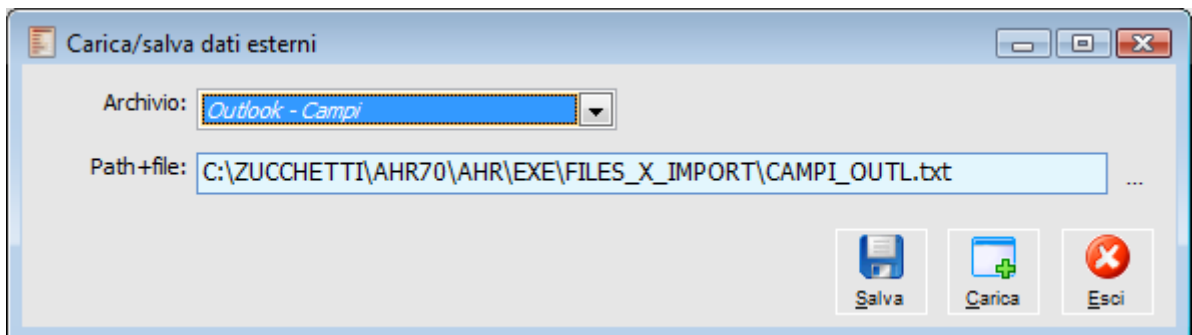 Carica/salva dati esterni
Archivio: Outlook - Campi
Path+file: C:\ZUCCHETTI\AHR70\AHR\EXE\FILES_X_IMPORT\CAMPI_OUTL.txt ...
Salva Carica Esci